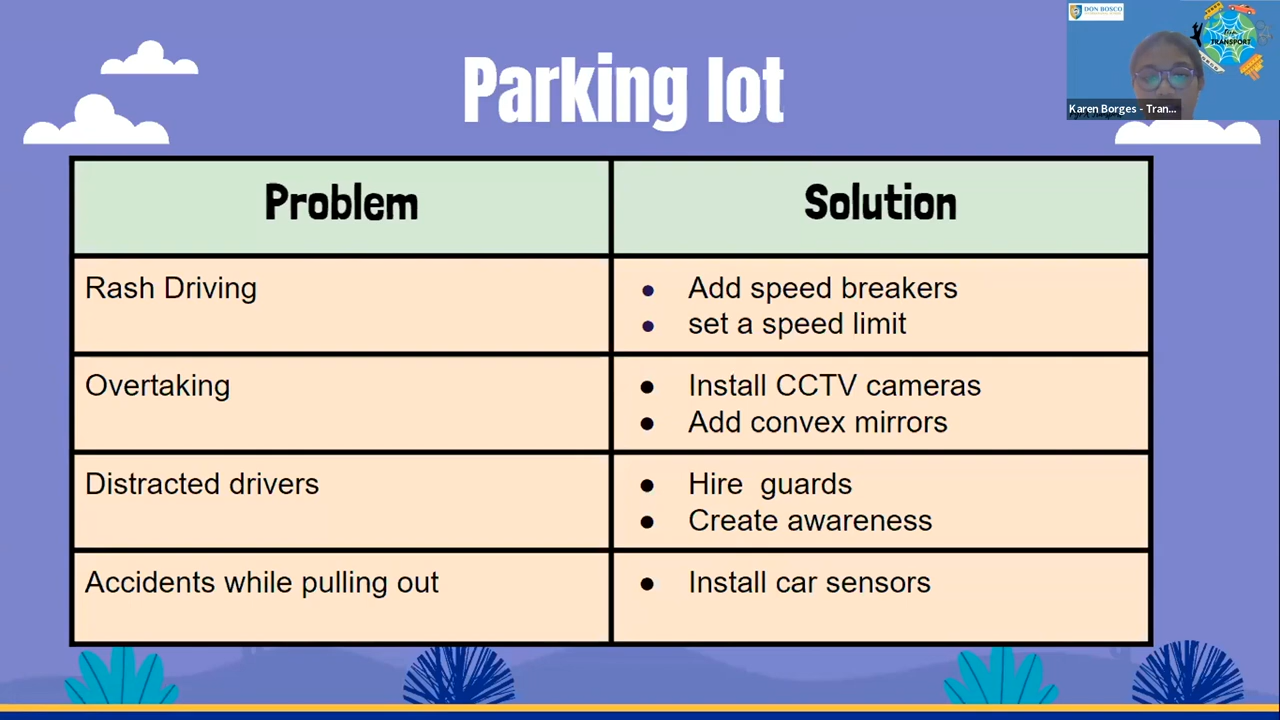 DON BOSCO
TRANSPORT
Karen Borges - Tran...
Parking lot
Problem
Solution
Rash Driving
● Add speed breakers
● set a speed limit
Overtaking
● Install CCTV cameras
● Add convex mirrors
Distracted drivers
● Hire  guards
● Create awareness
Accidents while pulling out
● Install car sensors